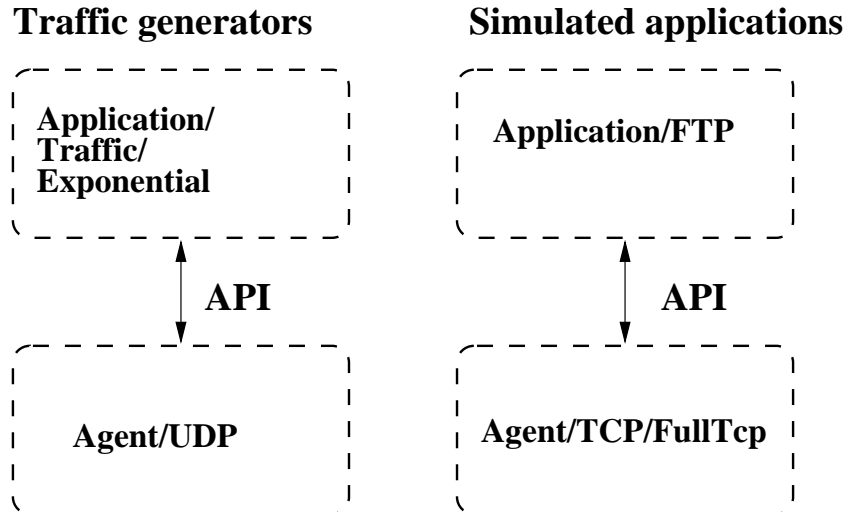 Traffic generators
Simulated applications
Application/
Traffic/
Exponential
Application/FTP
API
API
Agent/UDP
Agent/TCP/FullTcp